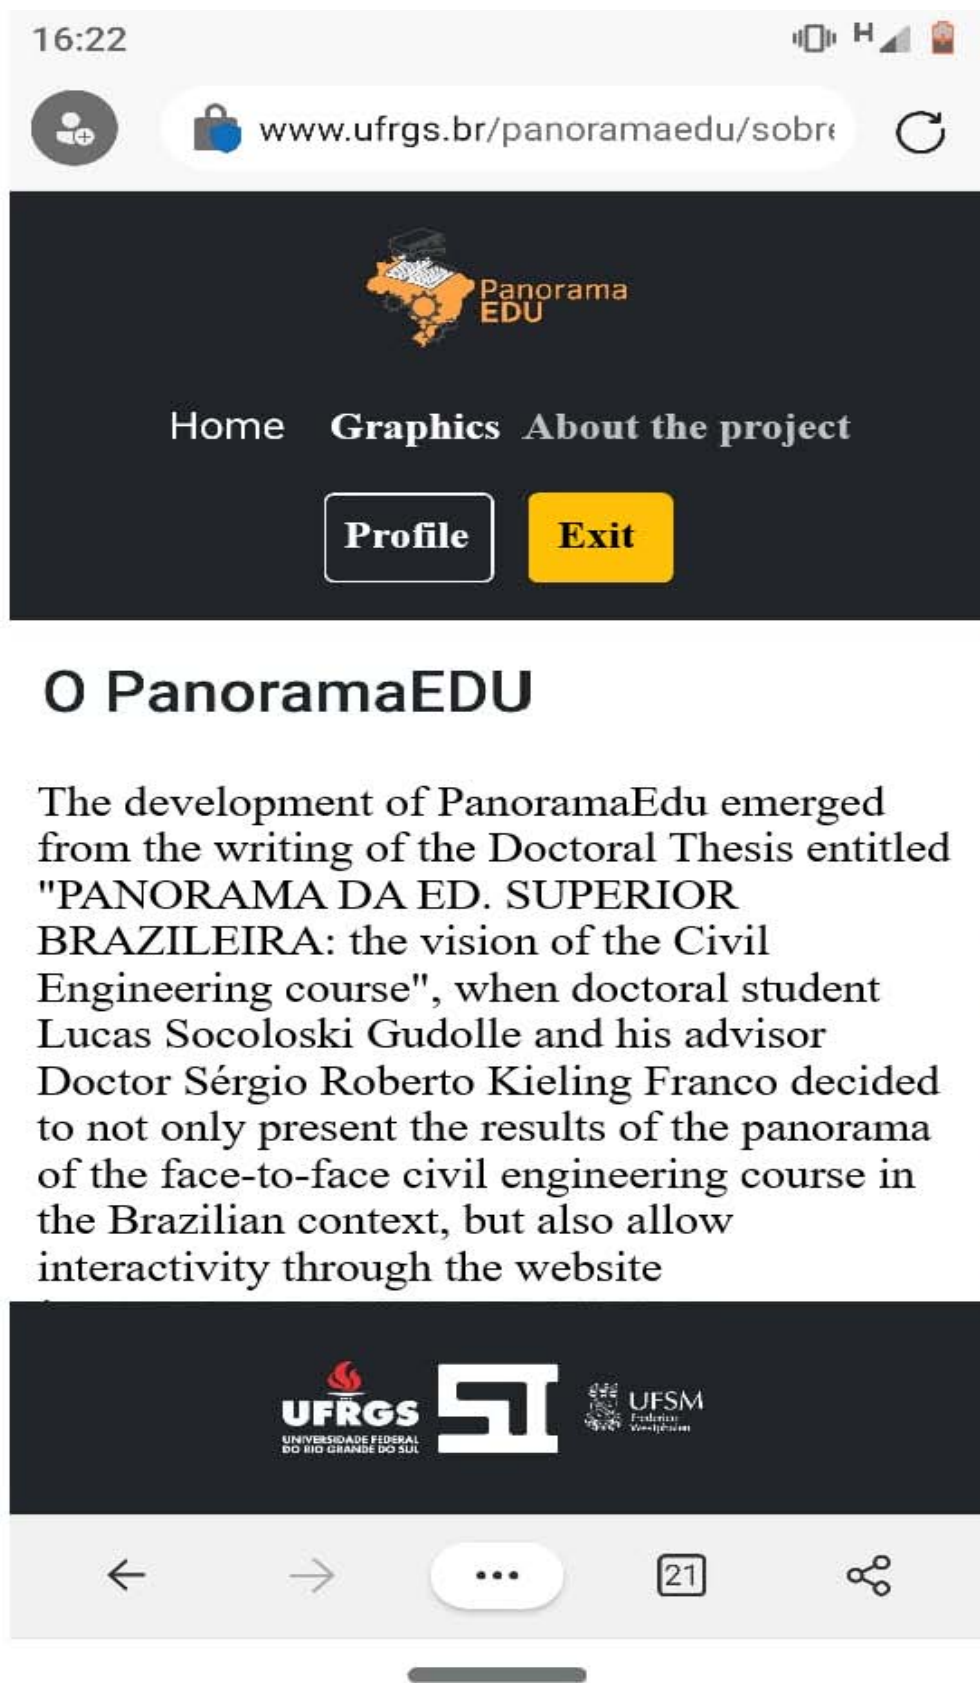 16:22
H
www.ufrgs.br/panoramaedu/sobre
Panorama
EDU
Home Graphics About the project
Profile Exit
O PanoramaEDU
The development of PanoramaEdu emerged
from the writing of the Doctoral Thesis entitled
"PANORAMA DA ED. SUPERIOR
BRAZILEIRA: the vision of the Civil
Engineering course", when doctoral student
Lucas Socoloski Gudolle and his advisor
Doctor Sérgio Roberto Kieling Franco decided
to not only present the results of the panorama
of the face-to-face civil engineering course in
the Brazilian context, but also allow
interactivity through the website
UFRGS
UNIVERSIDADE FEDERAL
DO RIO GRANDE DO SUL
SI
UFSM
Frederico
Westphalen
21